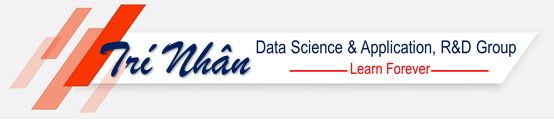 Trí Nhân
Data Science & Application, R&D Group
Learn Forever